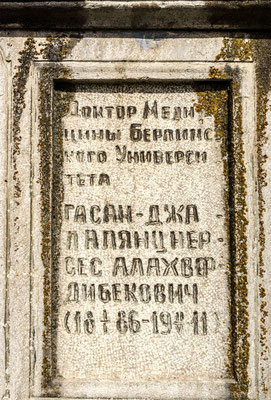 Доктор Меди-
цины Берлинс-
кого Универси
тета
ГАСАН-ДЖА-
ЛАЛЯНЦ НЕР-
СЕС АЛАХВЕР-
ДИБЕКОВИЧ